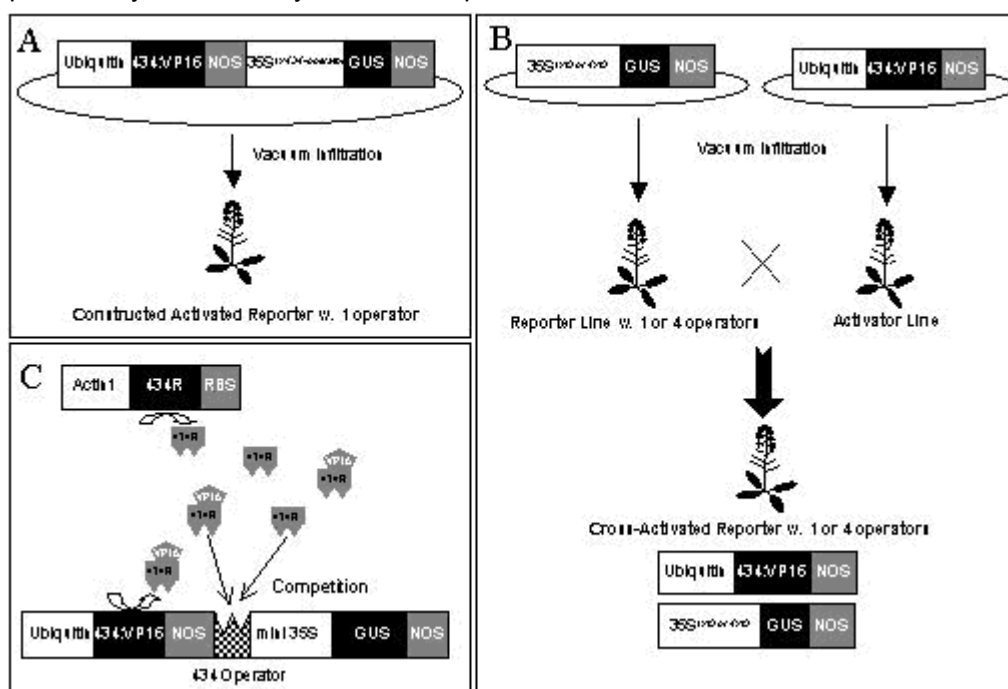 A
Ubiquitin 434:VP16 NOS 35S GUS NOS
Vacuum Infiltration
Constructed Activated Reporter w. 1 operator
B
35S GUS NOS
Ubiquitin 434:VP16 NOS
Vacuum Infiltration
Reporter Line w. 1 or 4 operators
Activator Line
Cross-Activated Reporter w. 1 or 4 operators
Ubiquitin 434:VP16 NOS
35S GUS NOS
C
Actin1 434R RBS
VP16
VP16
VP16
Competition
Ubiquitin 434:VP16 NOS mini35S GUS NOS
434 Operator